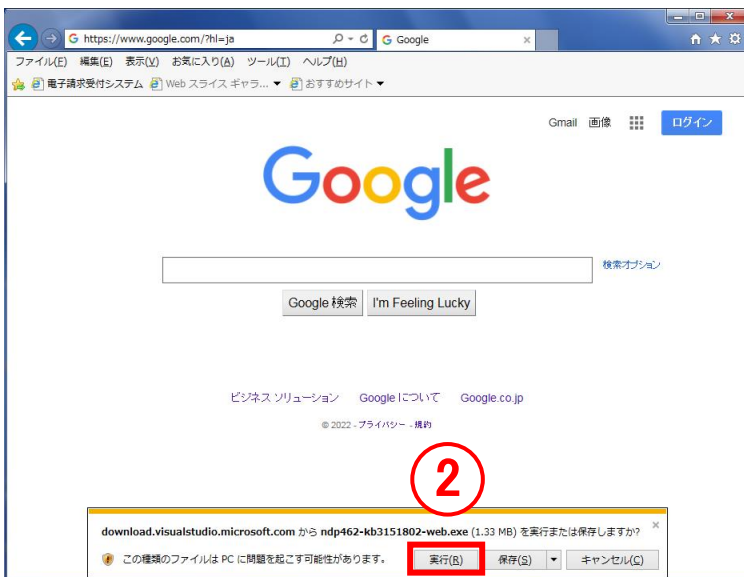 https://www.google.com/?hl=ja
G Google
ファイル(F) 編集(E) 表示(V) お気に入り(A) ツール(T) ヘルプ(H)
電子請求受付システム Web スライス ギャラ... ▼ おすすめサイト ▼
Gmail 画像 ログイン
Google
検索オプション
Google 検索 I'm Feeling Lucky
ビジネス ソリューション Google について Google.co.jp
© 2022 - プライバシー - 規約
2
download.visualstudio.microsoft.com から ndp462-kb3151802-web.exe (1.33 MB) を実行または保存しますか?
この種類のファイルは PC に問題を起こす可能性があります。 実行(R) 保存(S) ▼ キャンセル(C)